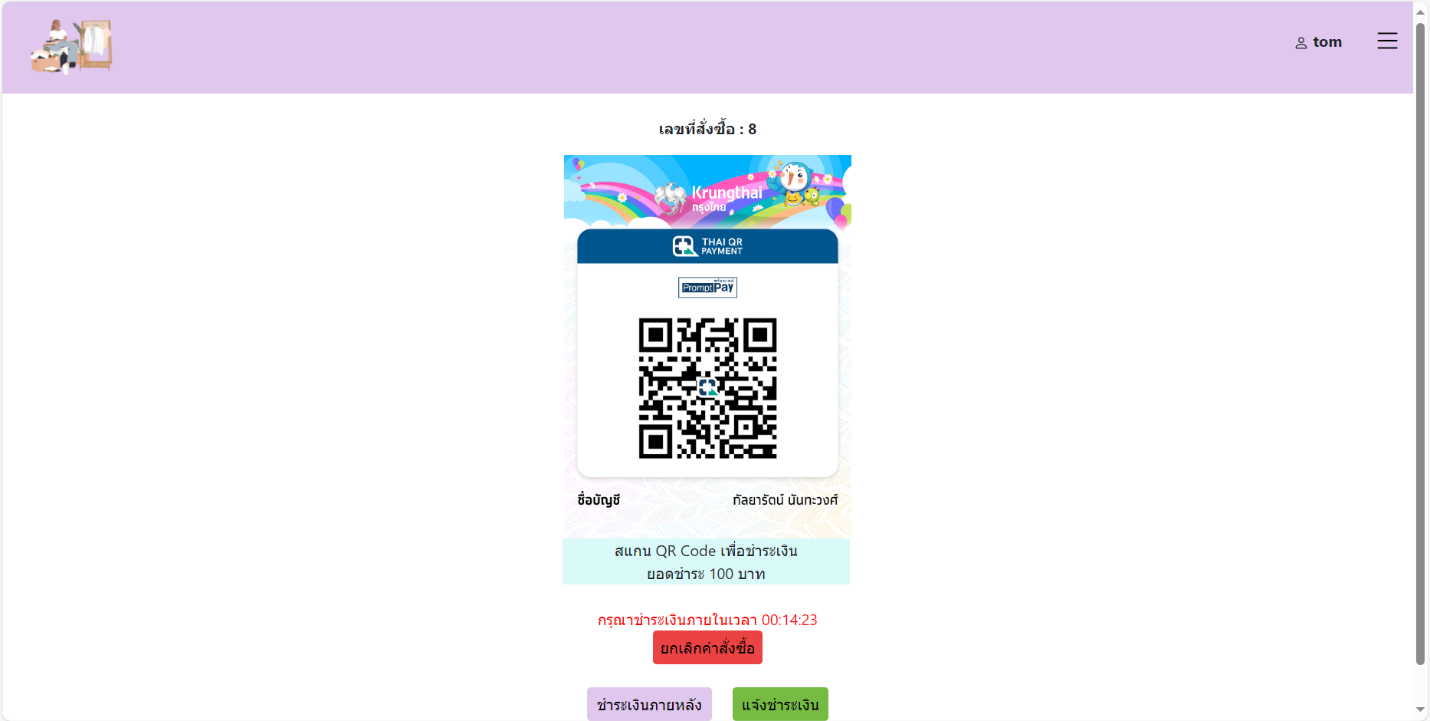 tom
เลขที่สั่งซื้อ : 8
Krungthai
กรุงไทย
THAI QR
PAYMENT
PromptPay
ชื่อบัญชี กัลยารัตน์ นันทะวงศ์
สแกน QR Code เพื่อชำระเงิน
ยอดชำระ 100 บาท
กรุณาชำระเงินภายในเวลา 00:14:23
ยกเลิกคำสั่งซื้อ
ชำระเงินภายหลัง แจ้งชำระเงิน